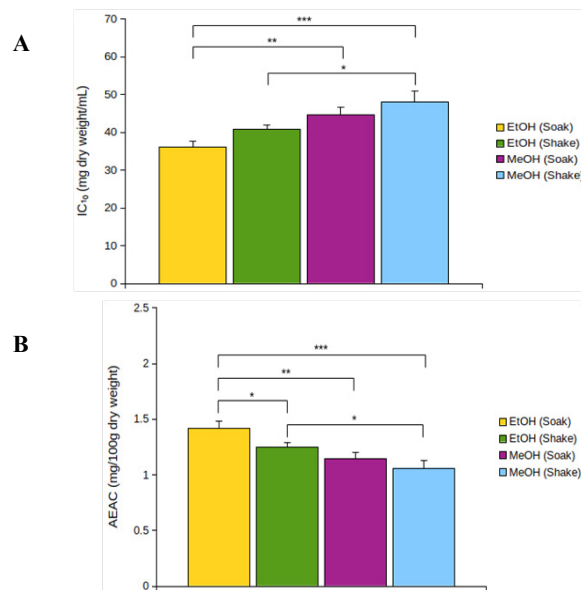 A
70
60
50
40
30
20
10
0
IC₁₀ (mg dry weight/mL)
***
**
*
EtOH (Soak)
EtOH (Shake)
MeOH (Soak)
MeOH (Shake)
B
2.5
2
1.5
1
0.5
0
AEAC (mg/100g dry weight)
***
**
*
*
EtOH (Soak)
EtOH (Shake)
MeOH (Soak)
MeOH (Shake)